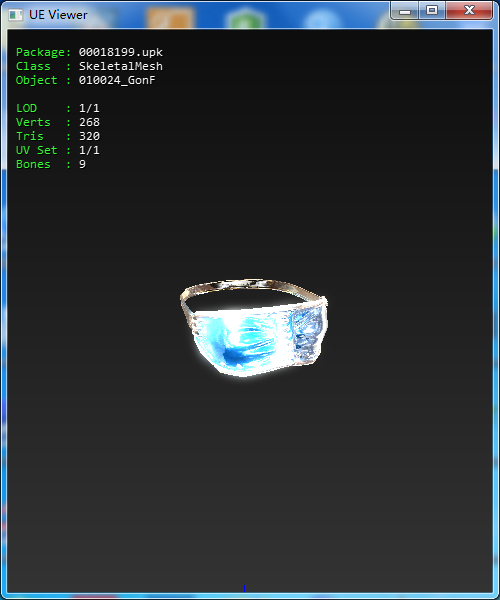 UE Viewer
Package: 00018199.upk
Class : SkeletalMesh
Object : 010024_GonF
LOD : 1/1
Verts : 268
Tris : 320
UV Set : 1/1
Bones : 9